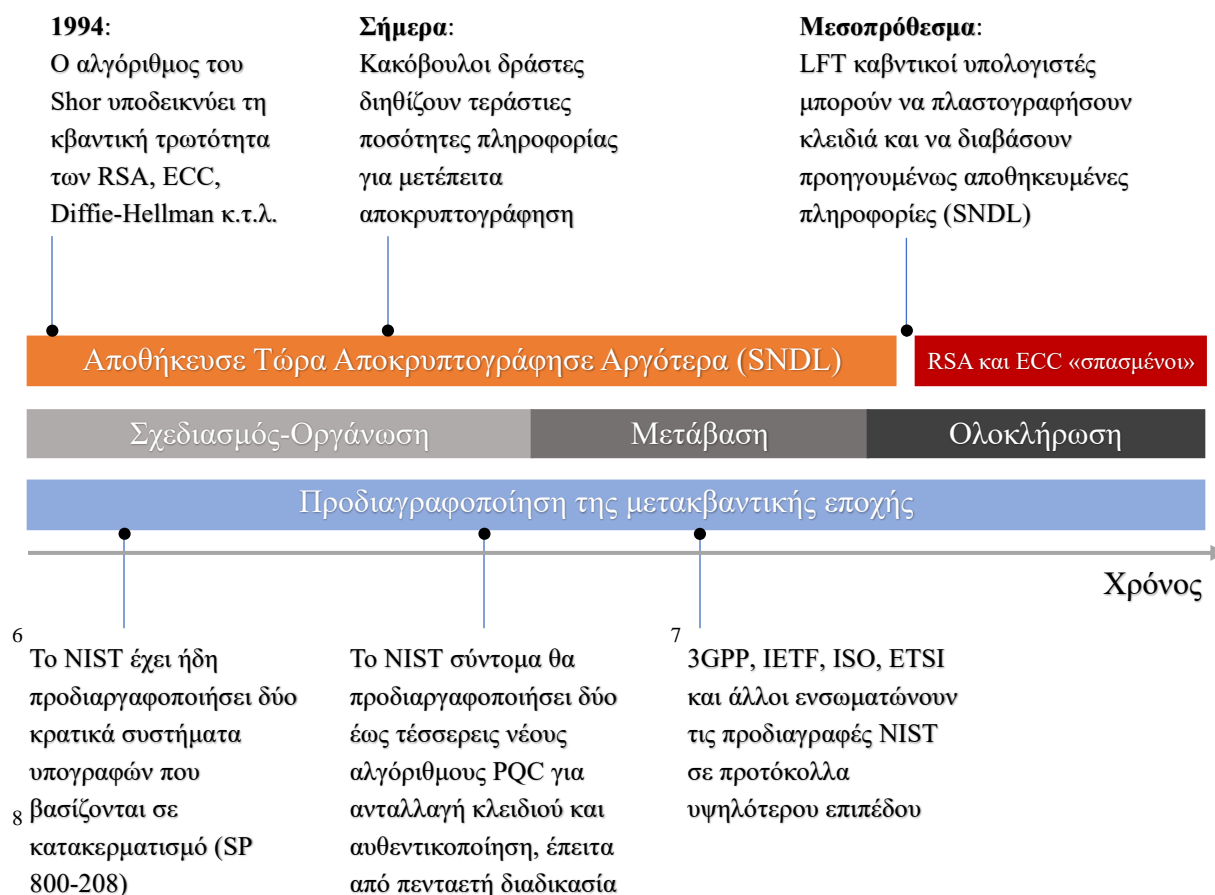 1994:
Ο αλγόριθμος του
Shor υποδεικνύει τη
κβαντική τρωτότητα
των RSA, ECC,
Diffie-Hellman κ.τ.λ.
Σήμερα:
Κακόβουλοι δράστες
διηθίζουν τεράστιες
ποσότητες πληροφορίας
για μετέπειτα
αποκρυπτογράφηση
Μεσοπρόθεσμα:
LFT καβντικοί υπολογιστές
μπορούν να πλαστογραφήσουν
κλειδιά και να διαβάσουν
προηγουμένως αποθηκευμένες
πληροφορίες (SNDL)
Αποθήκευσε Τώρα Αποκρυπτογράφησε Αργότερα (SNDL)
RSA και ECC «σπασμένοι»
Σχεδιασμός-Οργάνωση
Μετάβαση
Ολοκλήρωση
Προδιαγραφοποίηση της μετακβαντικής εποχής
Χρόνος
6
Το NIST έχει ήδη
προδιαργαφοποιήσει δύο
κρατικά συστήματα
υπογραφών που
8 βασίζονται σε
κατακερματισμό (SP
800-208)
Το NIST σύντομα θα
προδιαργαφοποιήσει δύο
έως τέσσερεις νέους
αλγόριθμους PQC για
ανταλλαγή κλειδιού και
αυθεντικοποίηση, έπειτα
από πενταετή διαδικασία
7
3GPP, IETF, ISO, ETSI
και άλλοι ενσωματώνουν
τις προδιαγραφές NIST
σε πρότόκολλα
υψηλότερου επιπέδου